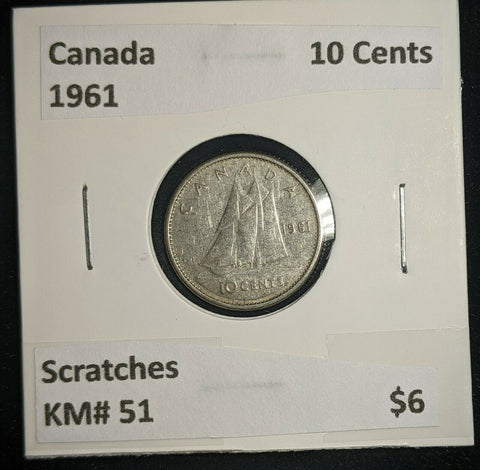 Canada 10 Cents
1961
CANADA
1961
10 CENTS
Scratches
KM# 51 $6